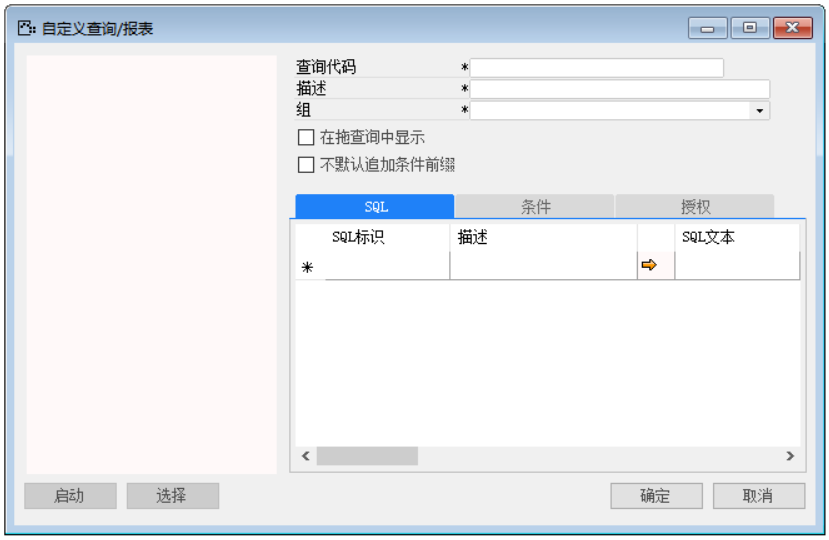 自定义查询/报表
查询代码 *
描述 *
组 *
在拖查询中显示
不默认追加条件前缀
SQL 条件 授权
SQL标识 描述 SQL文本
*
启动 选择 确定 取消